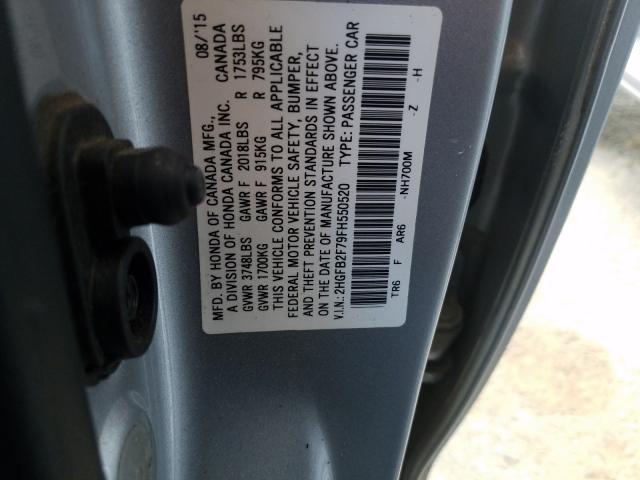 MFD. BY HONDA OF CANADA MFG., 08/'15
A DIVISION OF HONDA CANADA INC. CANADA
GVWR 3748LBS GAWR F 2018LBS R 1753LBS
GVWR 1700KG GAWR F 915KG R 795KG
THIS VEHICLE CONFORMS TO ALL APPLICABLE
FEDERAL MOTOR VEHICLE SAFETY, BUMPER,
AND THEFT PREVENTION STANDARDS IN EFFECT
ON THE DATE OF MANUFACTURE SHOWN ABOVE.
V.I.N.: 2HGFB2F79FH550520 TYPE: PASSENGER CAR
TR6 F AR6 -NH700M -Z -H